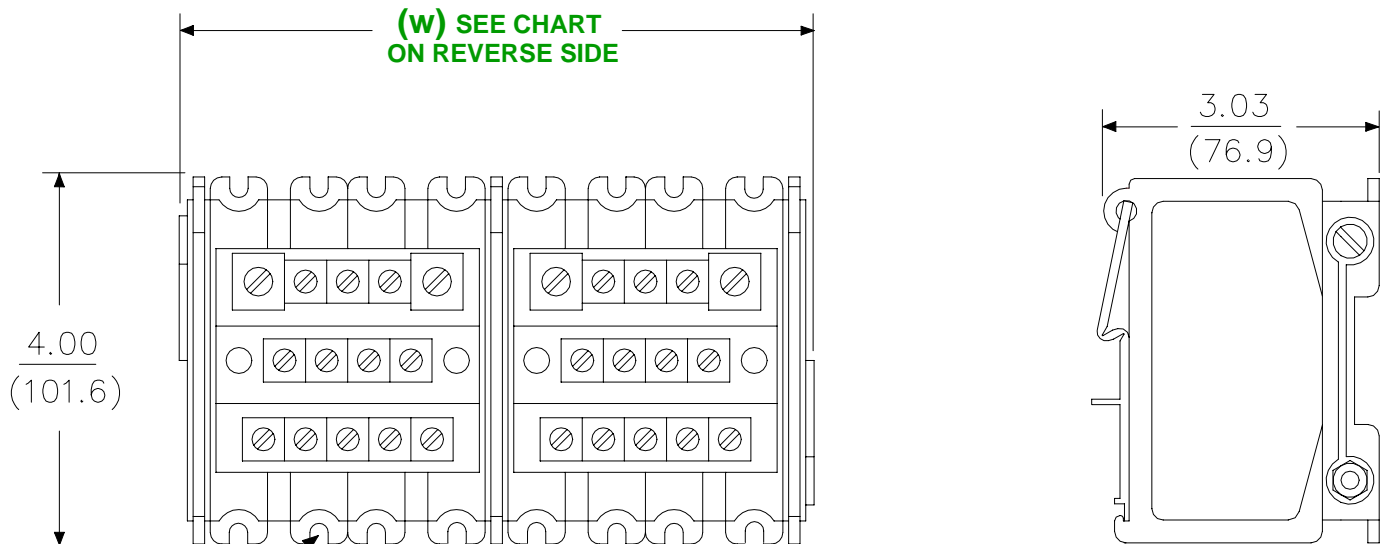 (W) SEE CHART
ON REVERSE SIDE
3.03
(76.9)
4.00
(101.6)